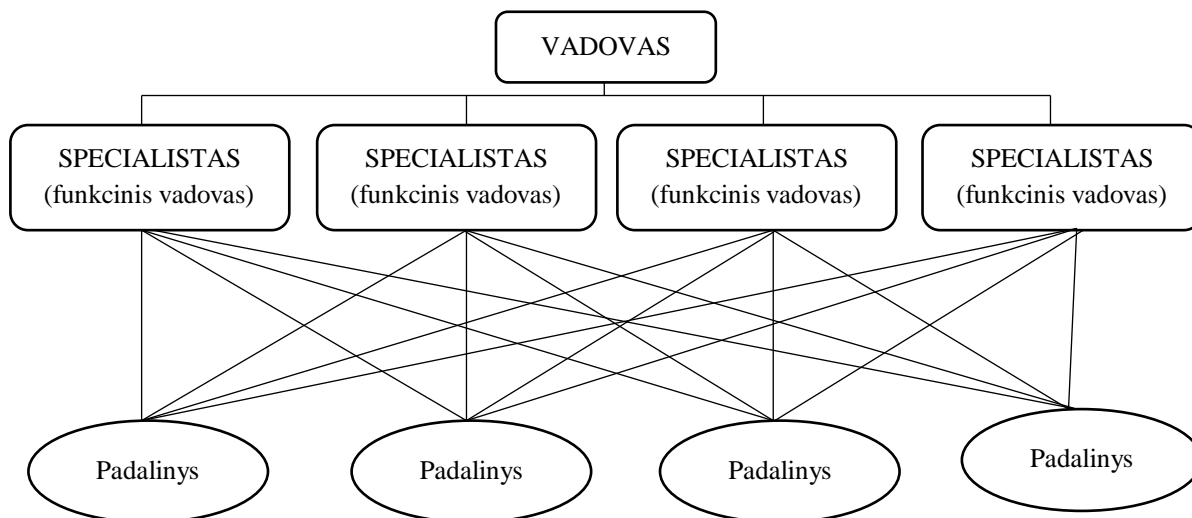 VADOVAS
SPECIALISTAS
(funkcinis vadovas)
SPECIALISTAS
(funkcinis vadovas)
SPECIALISTAS
(funkcinis vadovas)
SPECIALISTAS
(funkcinis vadovas)
Padalinys
Padalinys
Padalinys
Padalinys